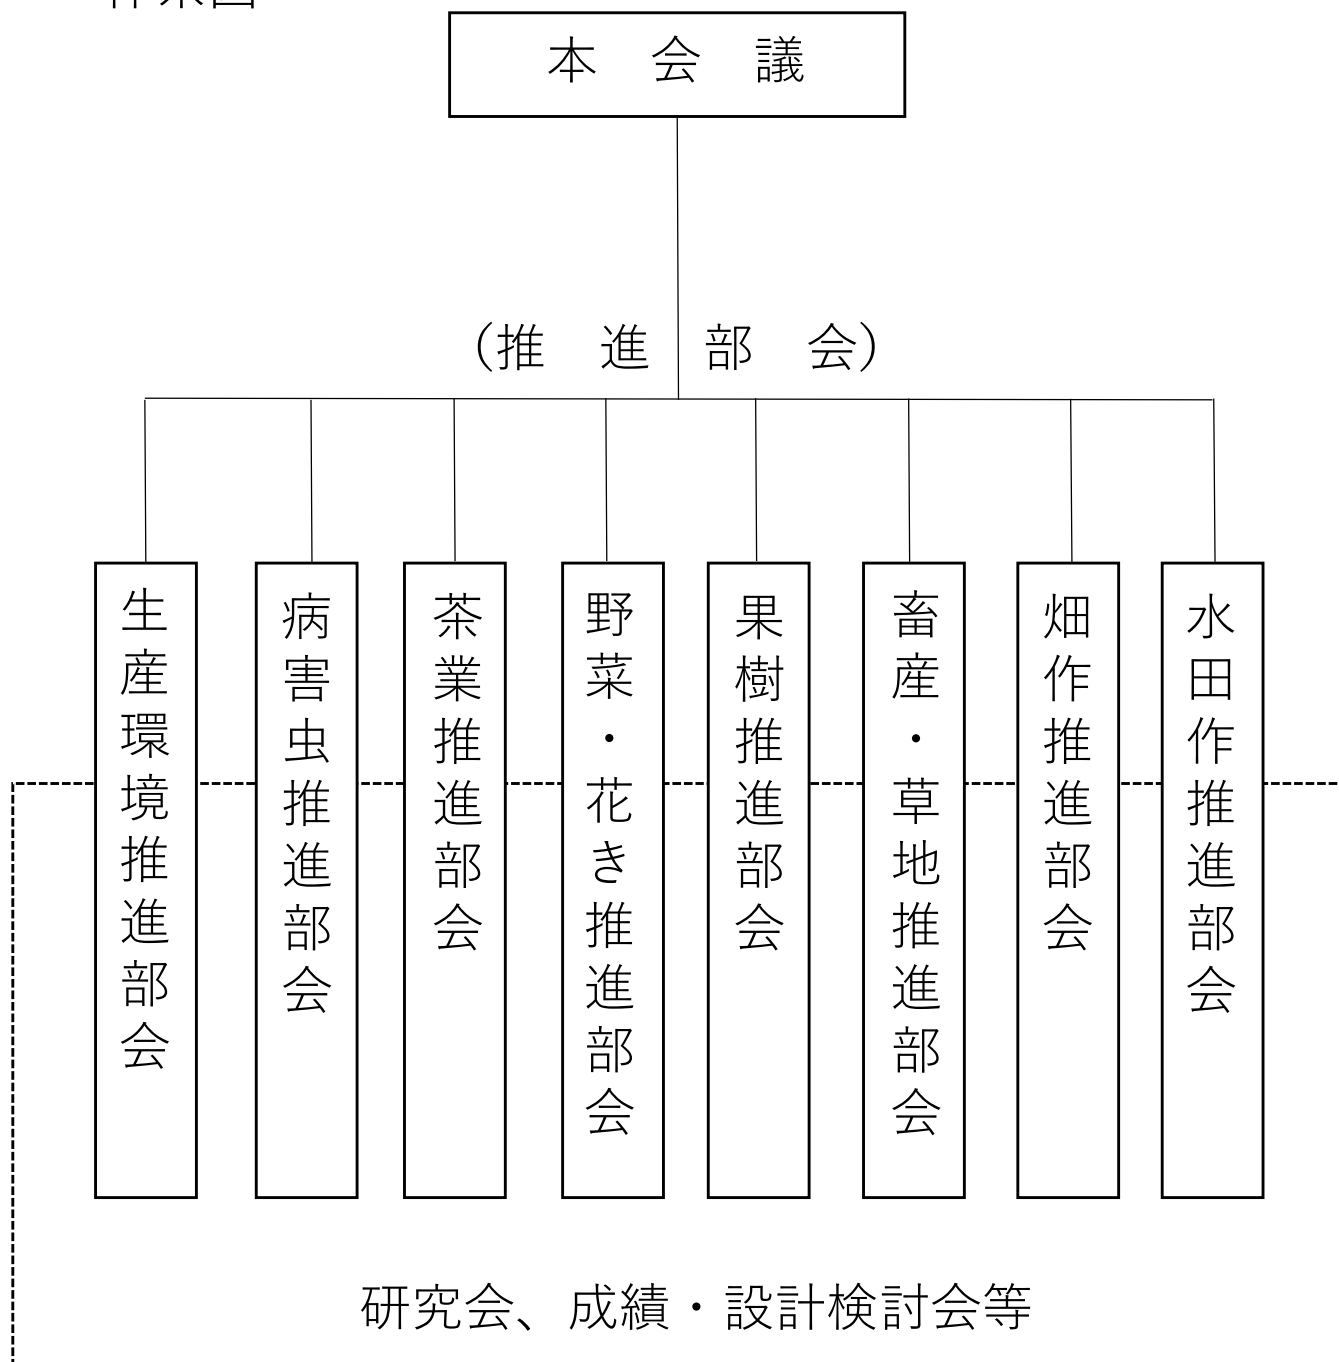 本　会　議
（推　進　部　会）
生産環境推進部会
病害虫推進部会
茶業推進部会
野菜・花き推進部会
果樹推進部会
畜産・草地推進部会
畑作推進部会
水田作推進部会
研究会、成績・設計検討会等